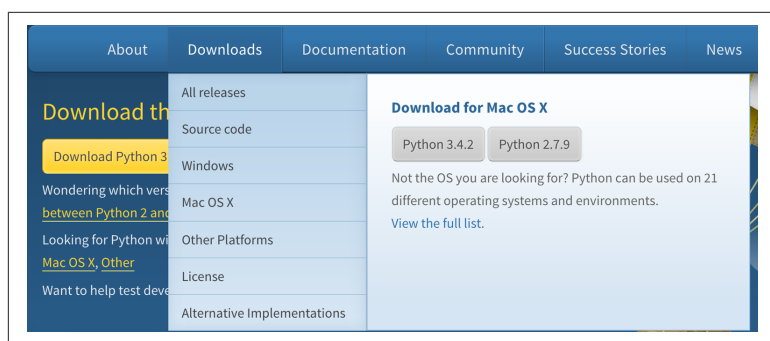 About Downloads Documentation Community Success Stories News
Download th
Download Python 3
Wondering which vers
between Python 2 and
Looking for Python wi
Mac OS X, Other
Want to help test deve
All releases
Source code
Windows
Mac OS X
Other Platforms
License
Alternative Implementations
Download for Mac OS X
Python 3.4.2 Python 2.7.9
Not the OS you are looking for? Python can be used on 21
different operating systems and environments.
View the full list.